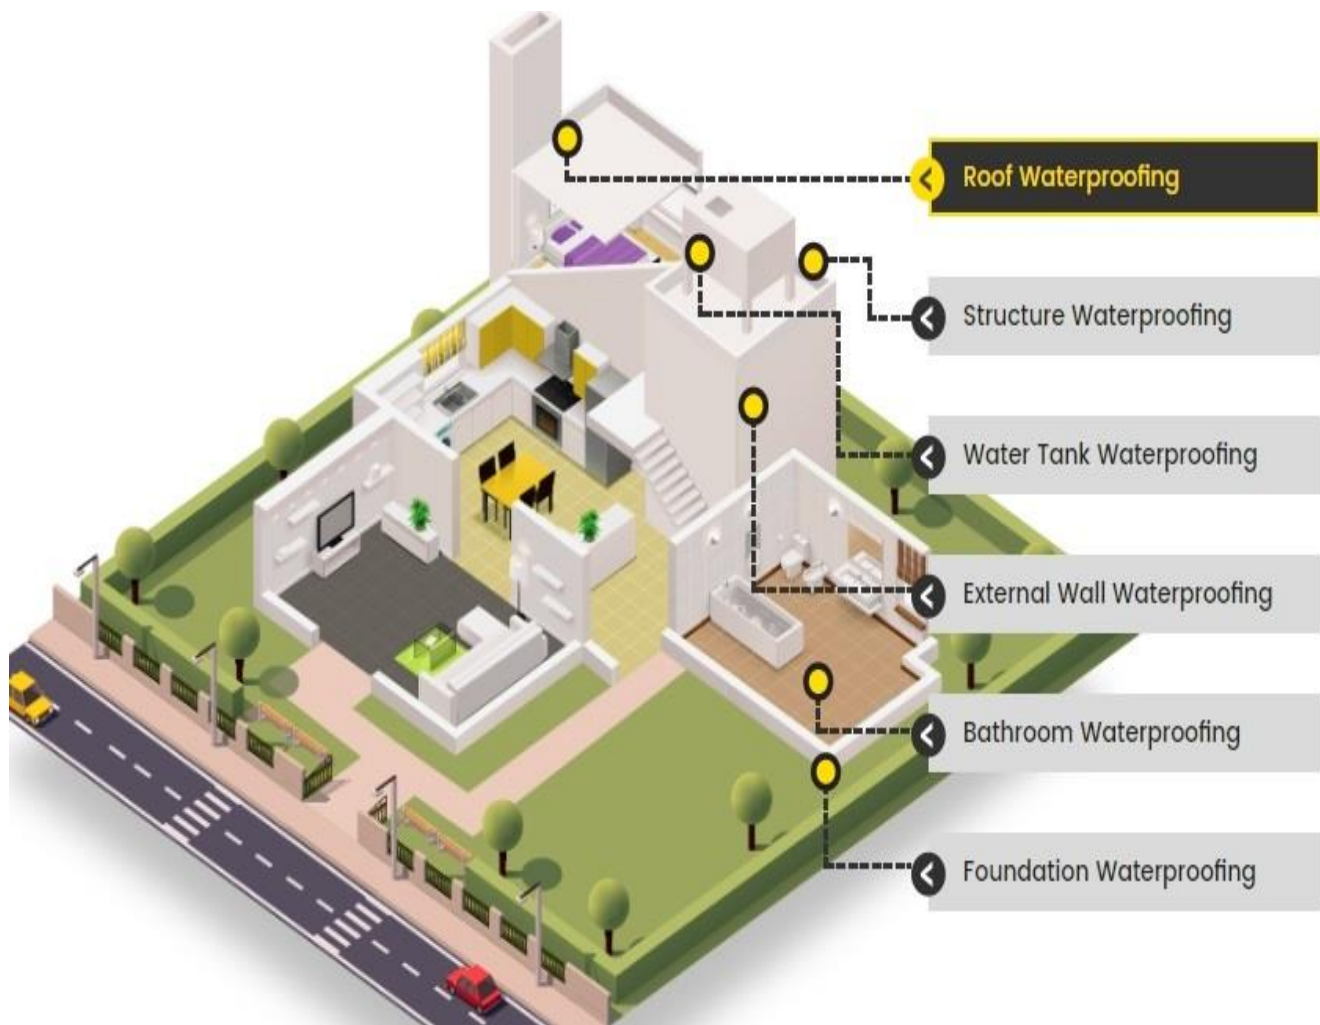 Roof Waterproofing
Structure Waterproofing
Water Tank Waterproofing
External Wall Waterproofing
Bathroom Waterproofing
Foundation Waterproofing